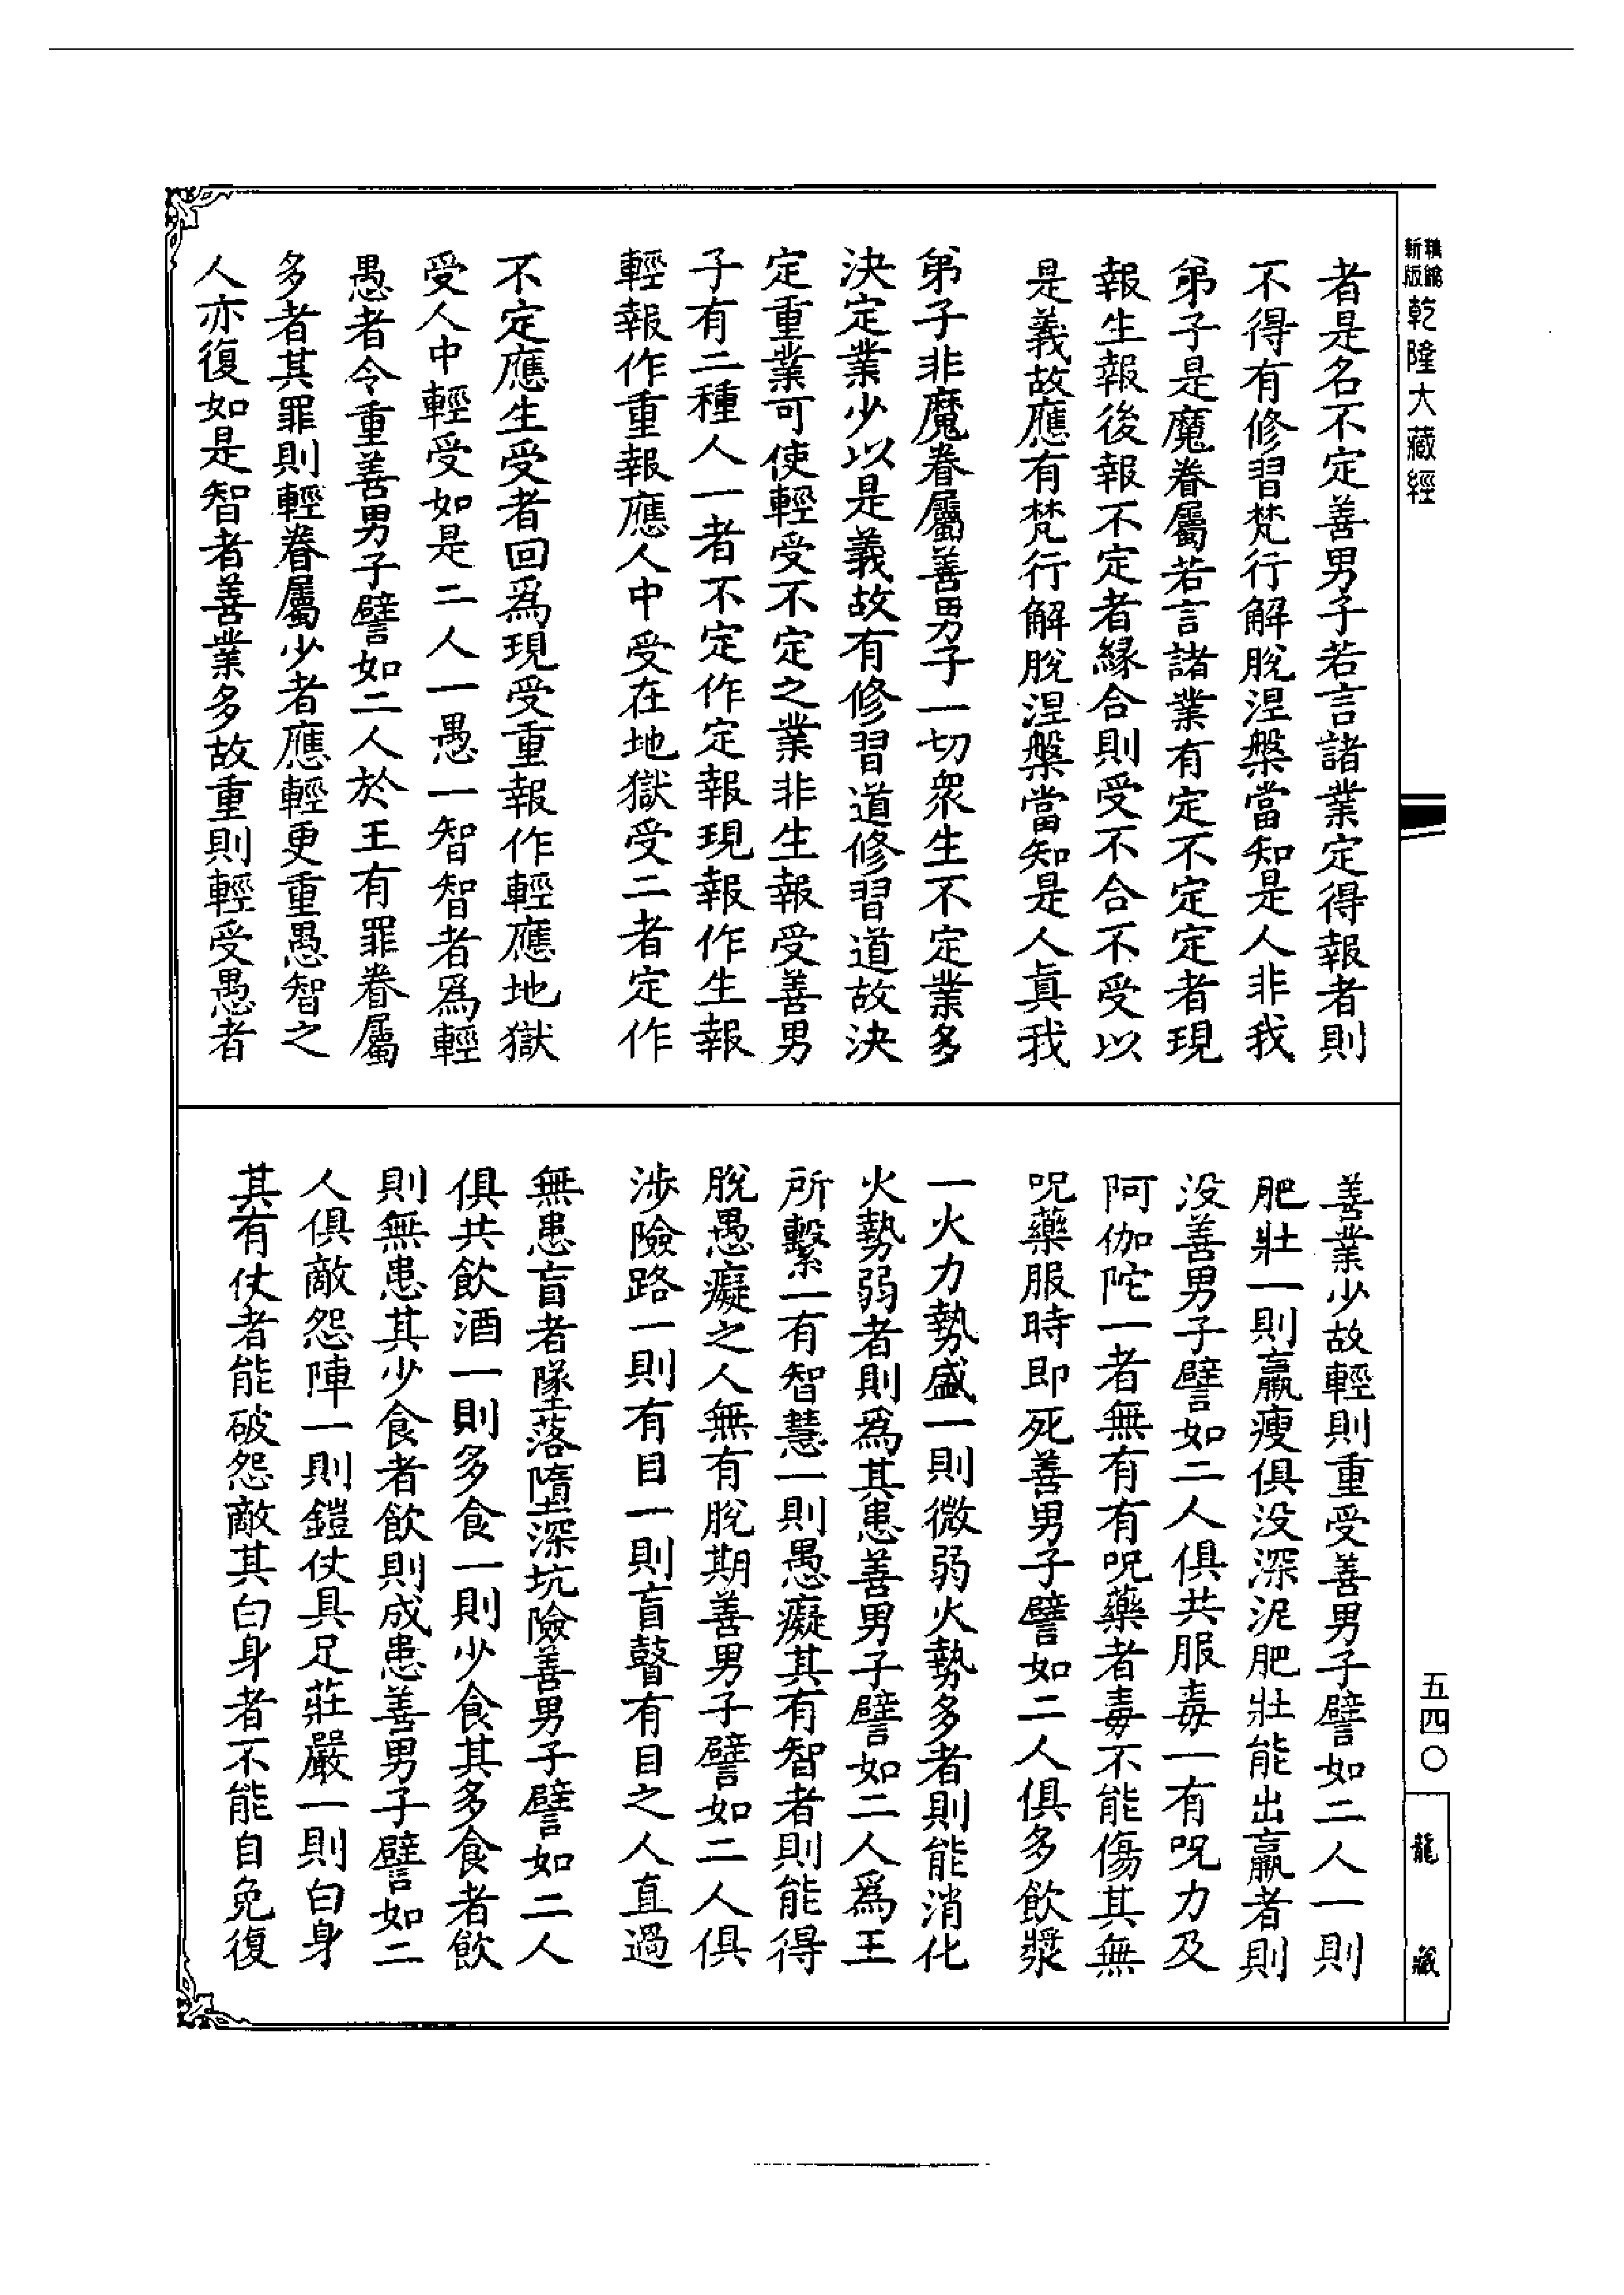 新版
乾隆大藏經
者是名不定善男子若言諸業定得報者則
不得有修習梵行解脫涅槃當知是人非我
弟子是魔眷屬若言諸業有定不定定者現
報生報後報不定者緣合則受不合不受以
是義故應有梵行解脫涅槃當知是人真我
弟子非魔眷屬善男子一切衆生不定業多
決定業少以是義故有修習道修習道故決
定重業可使輕受不定之業非生報受善男
子有二種人一者不定作定報現報作生報
輕報作重報應人中受在地獄受二者定作
不定應生受者回爲現受重報作輕應地獄
受人中輕受如是二人一愚一智智者爲輕
愚者令重善男子譬如二人於王有罪眷屬
多者其罪則輕眷屬少者應輕更重愚智之
人亦復如是智者善業多故重則輕受愚者
善業少故輕則重受善男子譬如二人一則
肥壯一則羸瘦俱没深泥肥壯能出羸者則
没善男子譬如二人俱共服毒一有呪力及
阿伽陀一者無有有呪藥者毒不能傷其無
呪藥服時即死善男子譬如二人俱多飲漿
一火力勢盛一則微弱火勢多者則能消化
火勢弱者則爲其患善男子譬如二人爲王
所繫一有智慧一則愚癡其有智者則能得
脫愚癡之人無有脫期善男子譬如二人俱
涉險路一則有目一則盲瞽有目之人直過
無患盲者墜落墮深坑險善男子譬如二人
俱共飲酒一則多食一則少食其多食者飲
則無患其少食者飲則成患善男子譬如二
人俱敵怨陣一則鎧仗具足莊嚴一則白身
其有仗者能破怨敵其白身者不能自免復
五四〇
龍藏